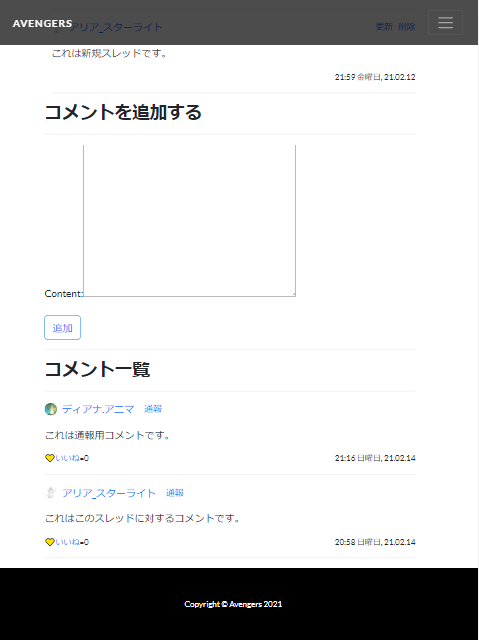 AVENGERS
アリア_スターライト 更新 削除
これは新規スレッドです。
21:59 金曜日, 21.02.12
コメントを追加する
Content:
追加
コメント一覧
ディアナ.アニマ 通報
これは通報用コメントです。
いいね=0 21:16 日曜日, 21.02.14
アリア_スターライト 通報
これはこのスレッドに対するコメントです。
いいね=0 20:58 日曜日, 21.02.14
Copyright © Avengers 2021